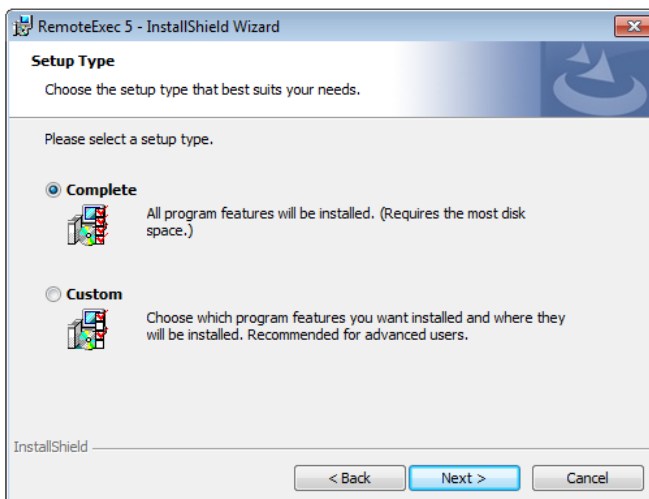 RemoteExec 5 - InstallShield Wizard
Setup Type
Choose the setup type that best suits your needs.
Please select a setup type.
Complete
All program features will be installed. (Requires the most disk
space.)
Custom
Choose which program features you want installed and where they
will be installed. Recommended for advanced users.
InstallShield
< Back
Next >
Cancel